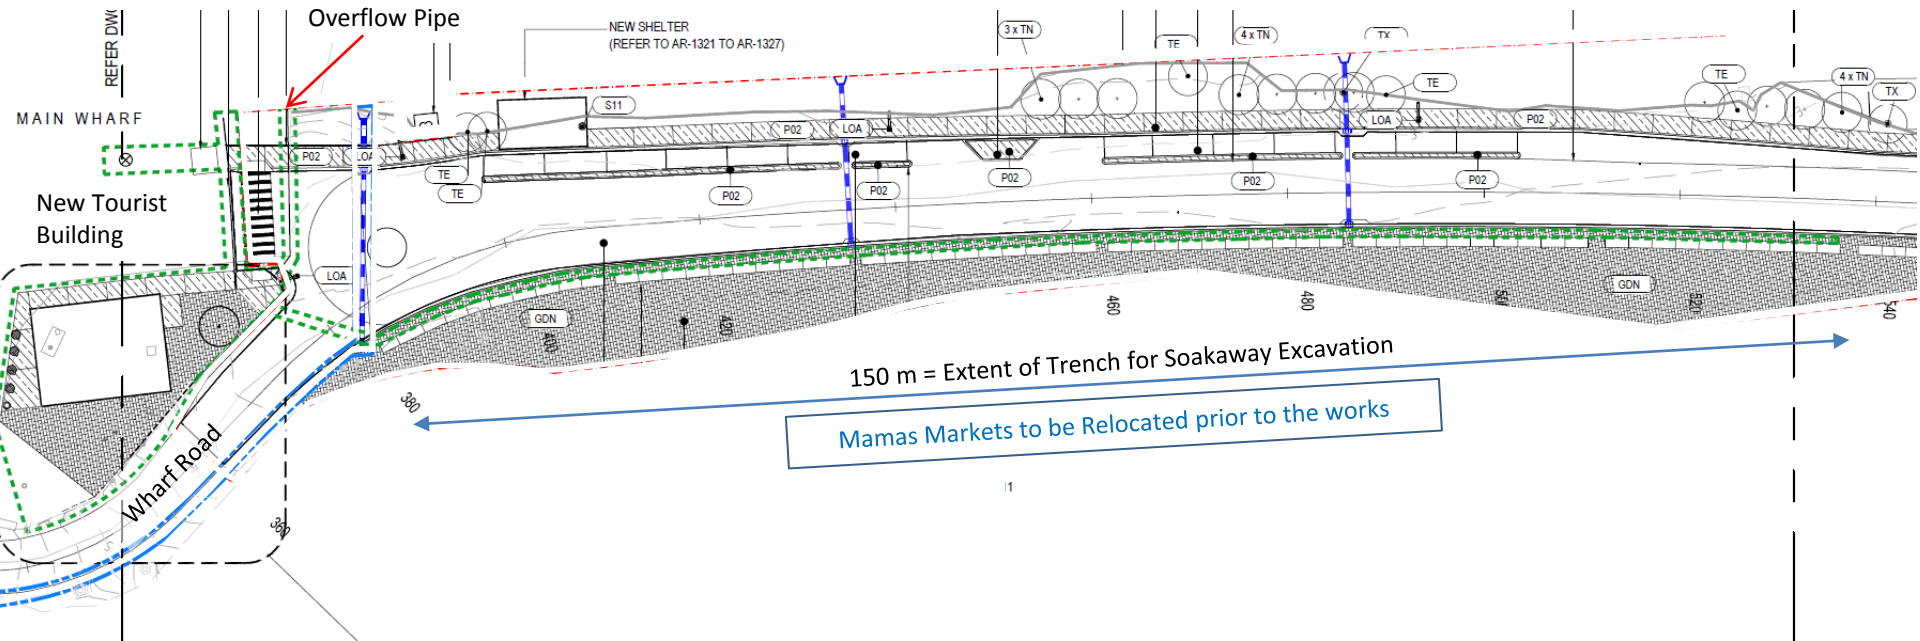 Overflow Pipe
REFER DWG
NEW SHELTER
(REFER TO AR-1321 TO AR-1327)
3 x TN
TE
4 x TN
TX
TE
TE
4 x TN
TX
MAIN WHARF
S11
P02
LOA
LOA
P02
P02
LOA
TE
TE
P02
P02
P02
P02
P02
New Tourist
Building
LOA
GDN
GDN
400
420
460
480
500
520
540
380
360
150 m = Extent of Trench for Soakaway Excavation
Mamas Markets to be Relocated prior to the works
Wharf Road